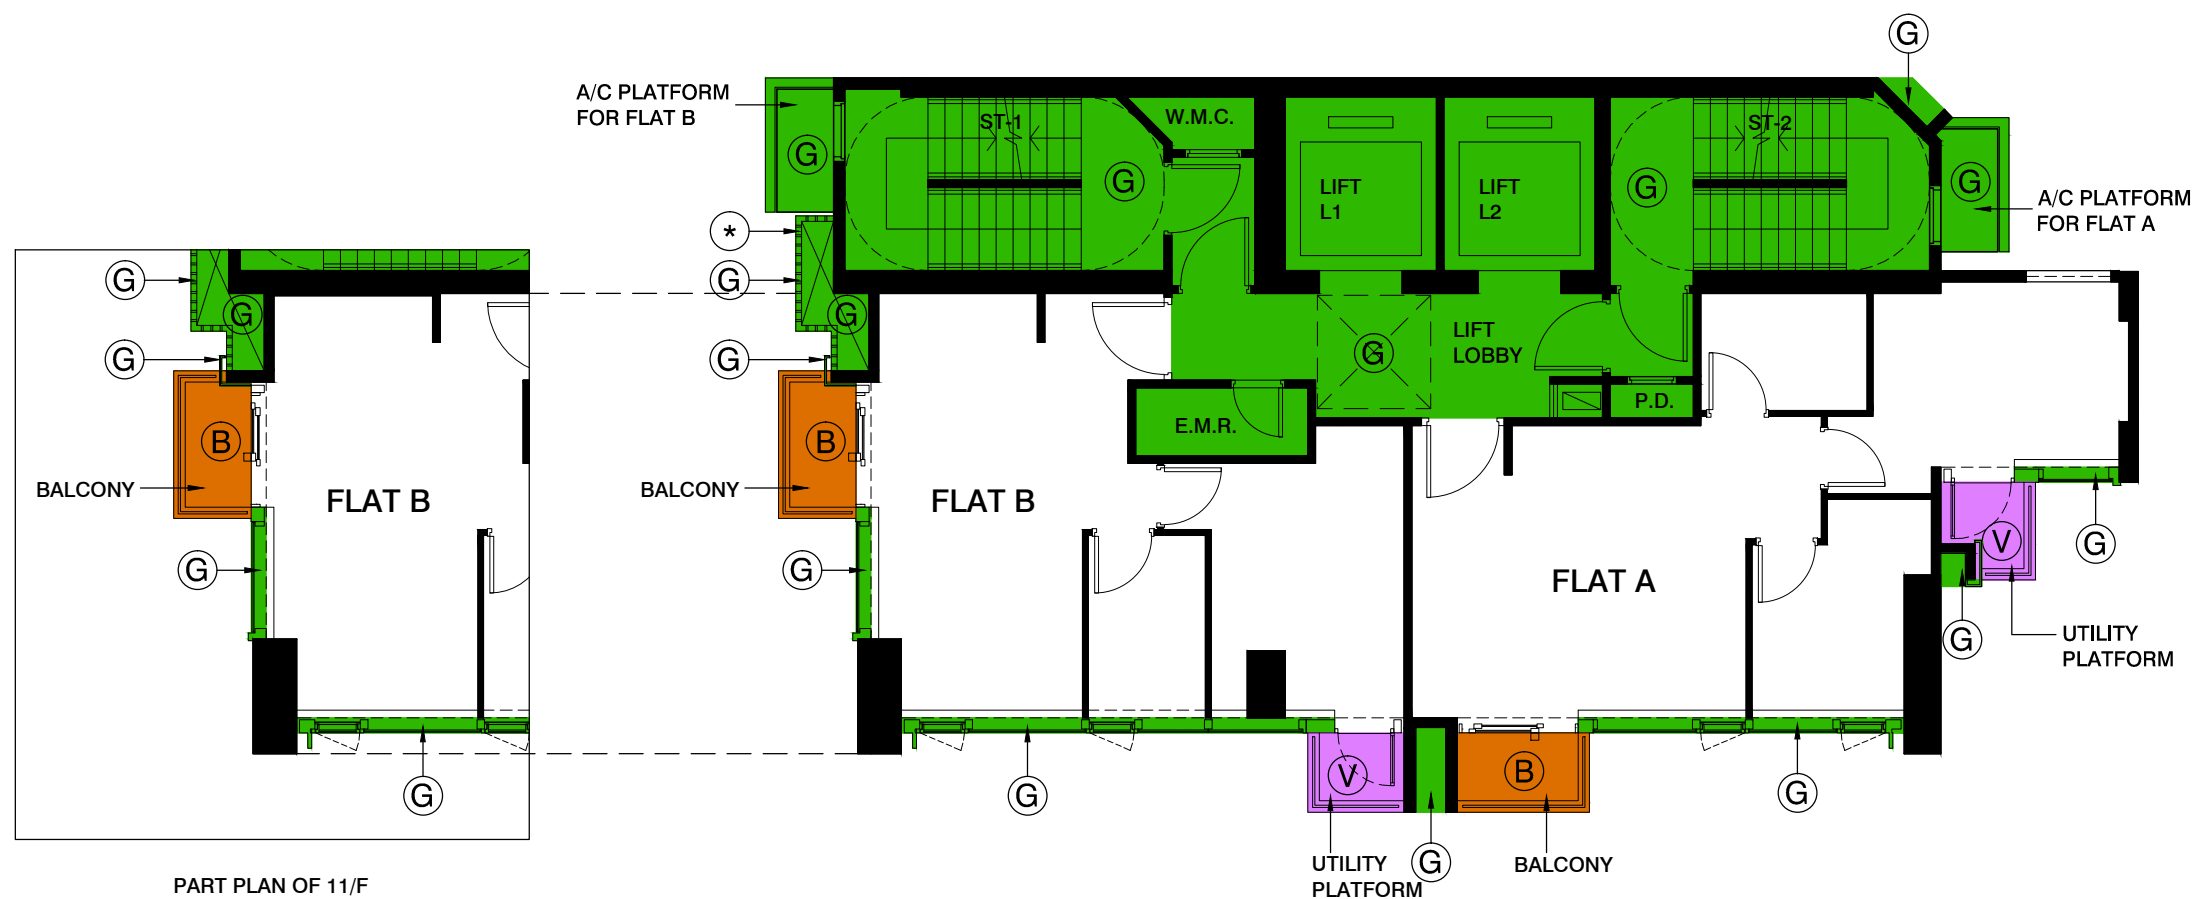 G
A/C PLATFORM
FOR FLAT B
ST-1
W.M.C.
ST-2
G
G
G
G
LIFT
L1
LIFT
L2
G
A/C PLATFORM
FOR FLAT A
*
G
G
G
G
LIFT
LOBBY
G
G
G
P.D.
E.M.R.
B
BALCONY
FLAT B
B
BALCONY
FLAT B
G
G
FLAT A
V
G
G
UTILITY
PLATFORM
G
G
V
B
G
G
UTILITY
PLATFORM
G
BALCONY
PART PLAN OF 11/F